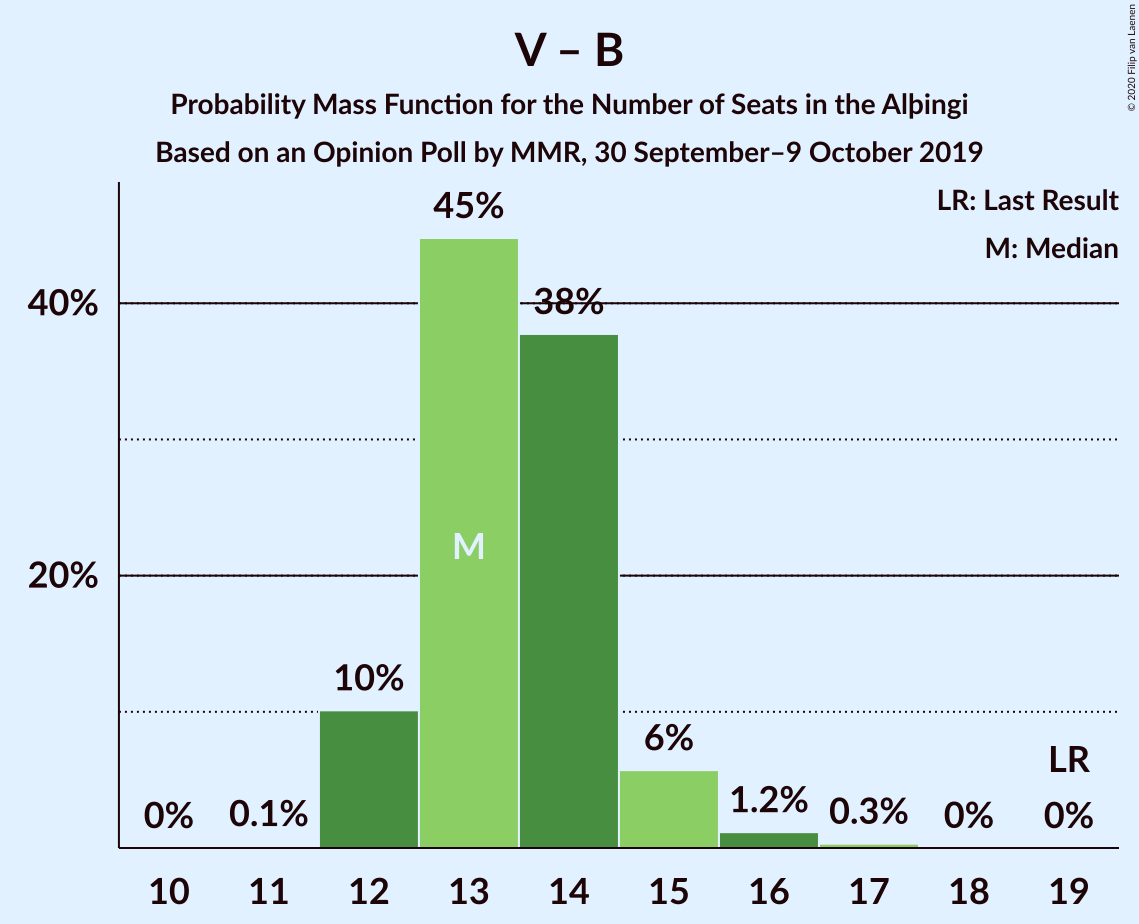 V – B
Probability Mass Function for the Number of Seats in the Alþingi
Based on an Opinion Poll by MMR, 30 September–9 October 2019
© 2020 Filip van Laenen
LR: Last Result
M: Median
45%
40%
38%
M
20%
10%
6%
LR
0%
0.1%
1.2%
0.3%
0%
0%
10 11 12 13 14 15 16 17 18 19